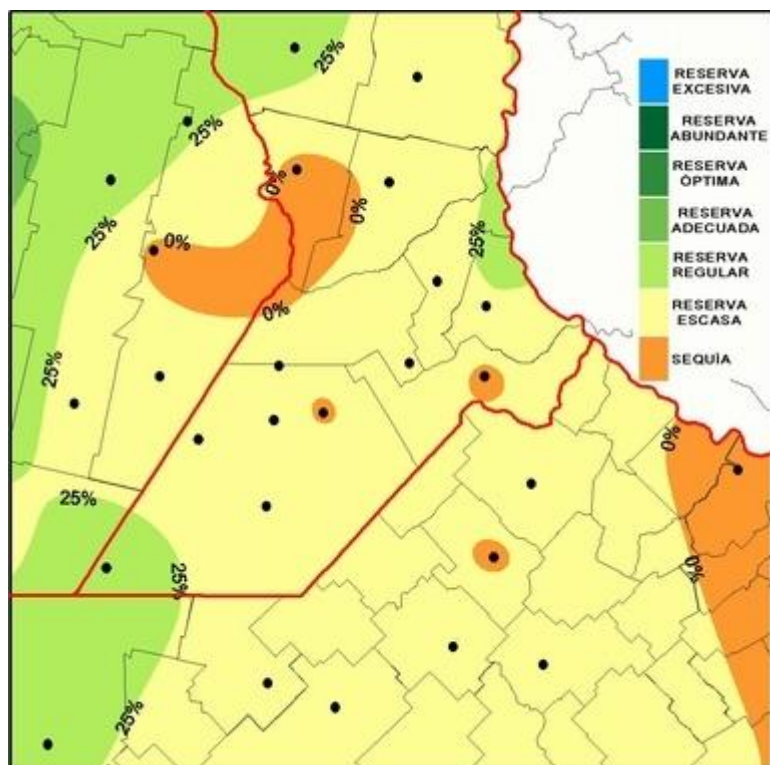 25%
25%
25%
0%
0%
0%
0%
25%
25%
25%
25%
25%
0%
0%
RESERVA
EXCESIVA
RESERVA
ABUNDANTE
RESERVA
ÓPTIMA
RESERVA
ADECUADA
RESERVA
REGULAR
RESERVA
ESCASA
SEQUÌA